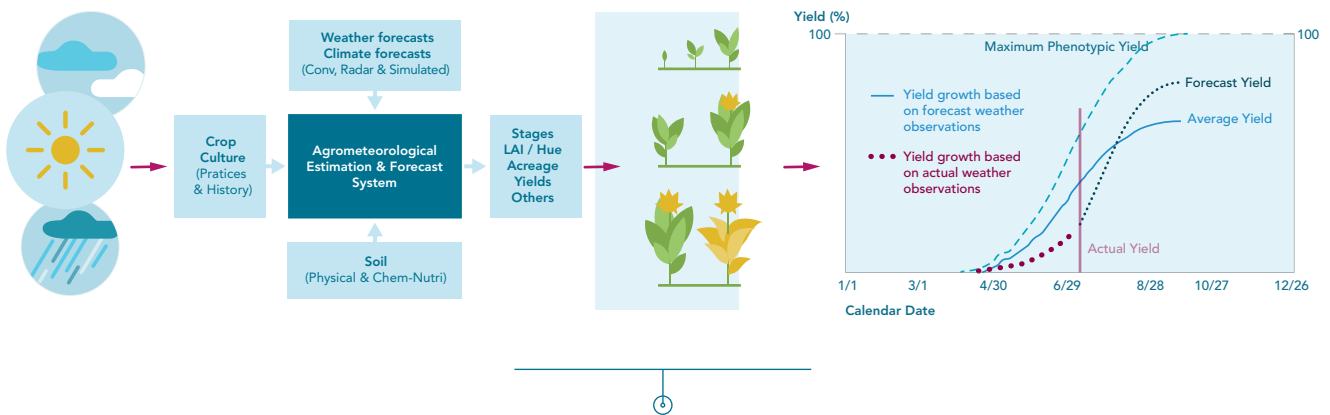 Weather forecasts
Climate forecasts
(Conv, Radar & Simulated)
Crop
Culture
(Pratices
& History)
Agrometeorological
Estimation & Forecast
System
Soil
(Physical & Chem-Nutri)
Stages
LAI / Hue
Acreage
Yields
Others
Yield (%)
100
100
Maximum Phenotypic Yield
Forecast Yield
Average Yield
Yield growth based
on forecast weather
observations
Yield growth based
on actual weather
observations
Actual Yield
1/1
3/1
4/30
6/29
8/28
10/27
12/26
Calendar Date